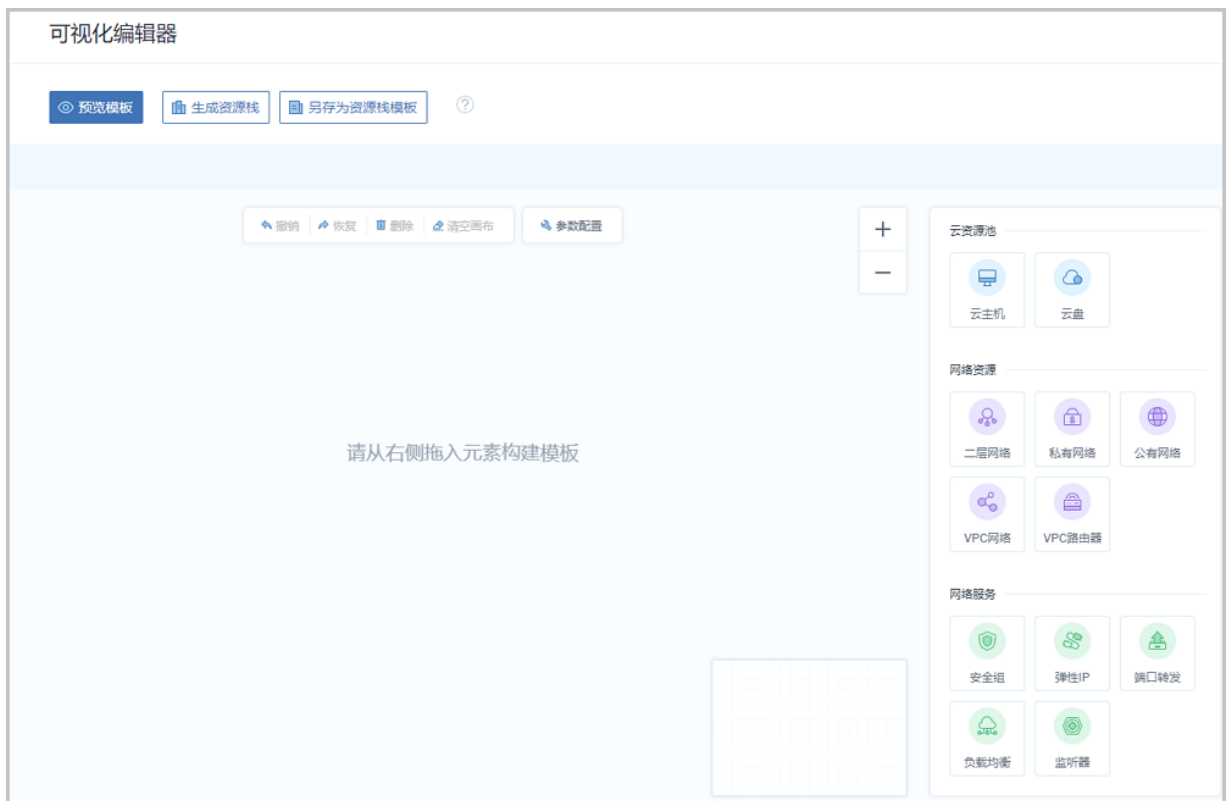 可视化编辑器
预览模板 生成资源栈 另存为资源栈模板 ?
撤销 恢复 删除 清空画布 参数配置 +
−
请从右侧拖入元素构建模板
云资源池
云主机 云盘
网络资源
二层网络 私有网络 公有网络
VPC网络 VPC路由器
网络服务
安全组 弹性IP 端口转发
负载均衡 监听器